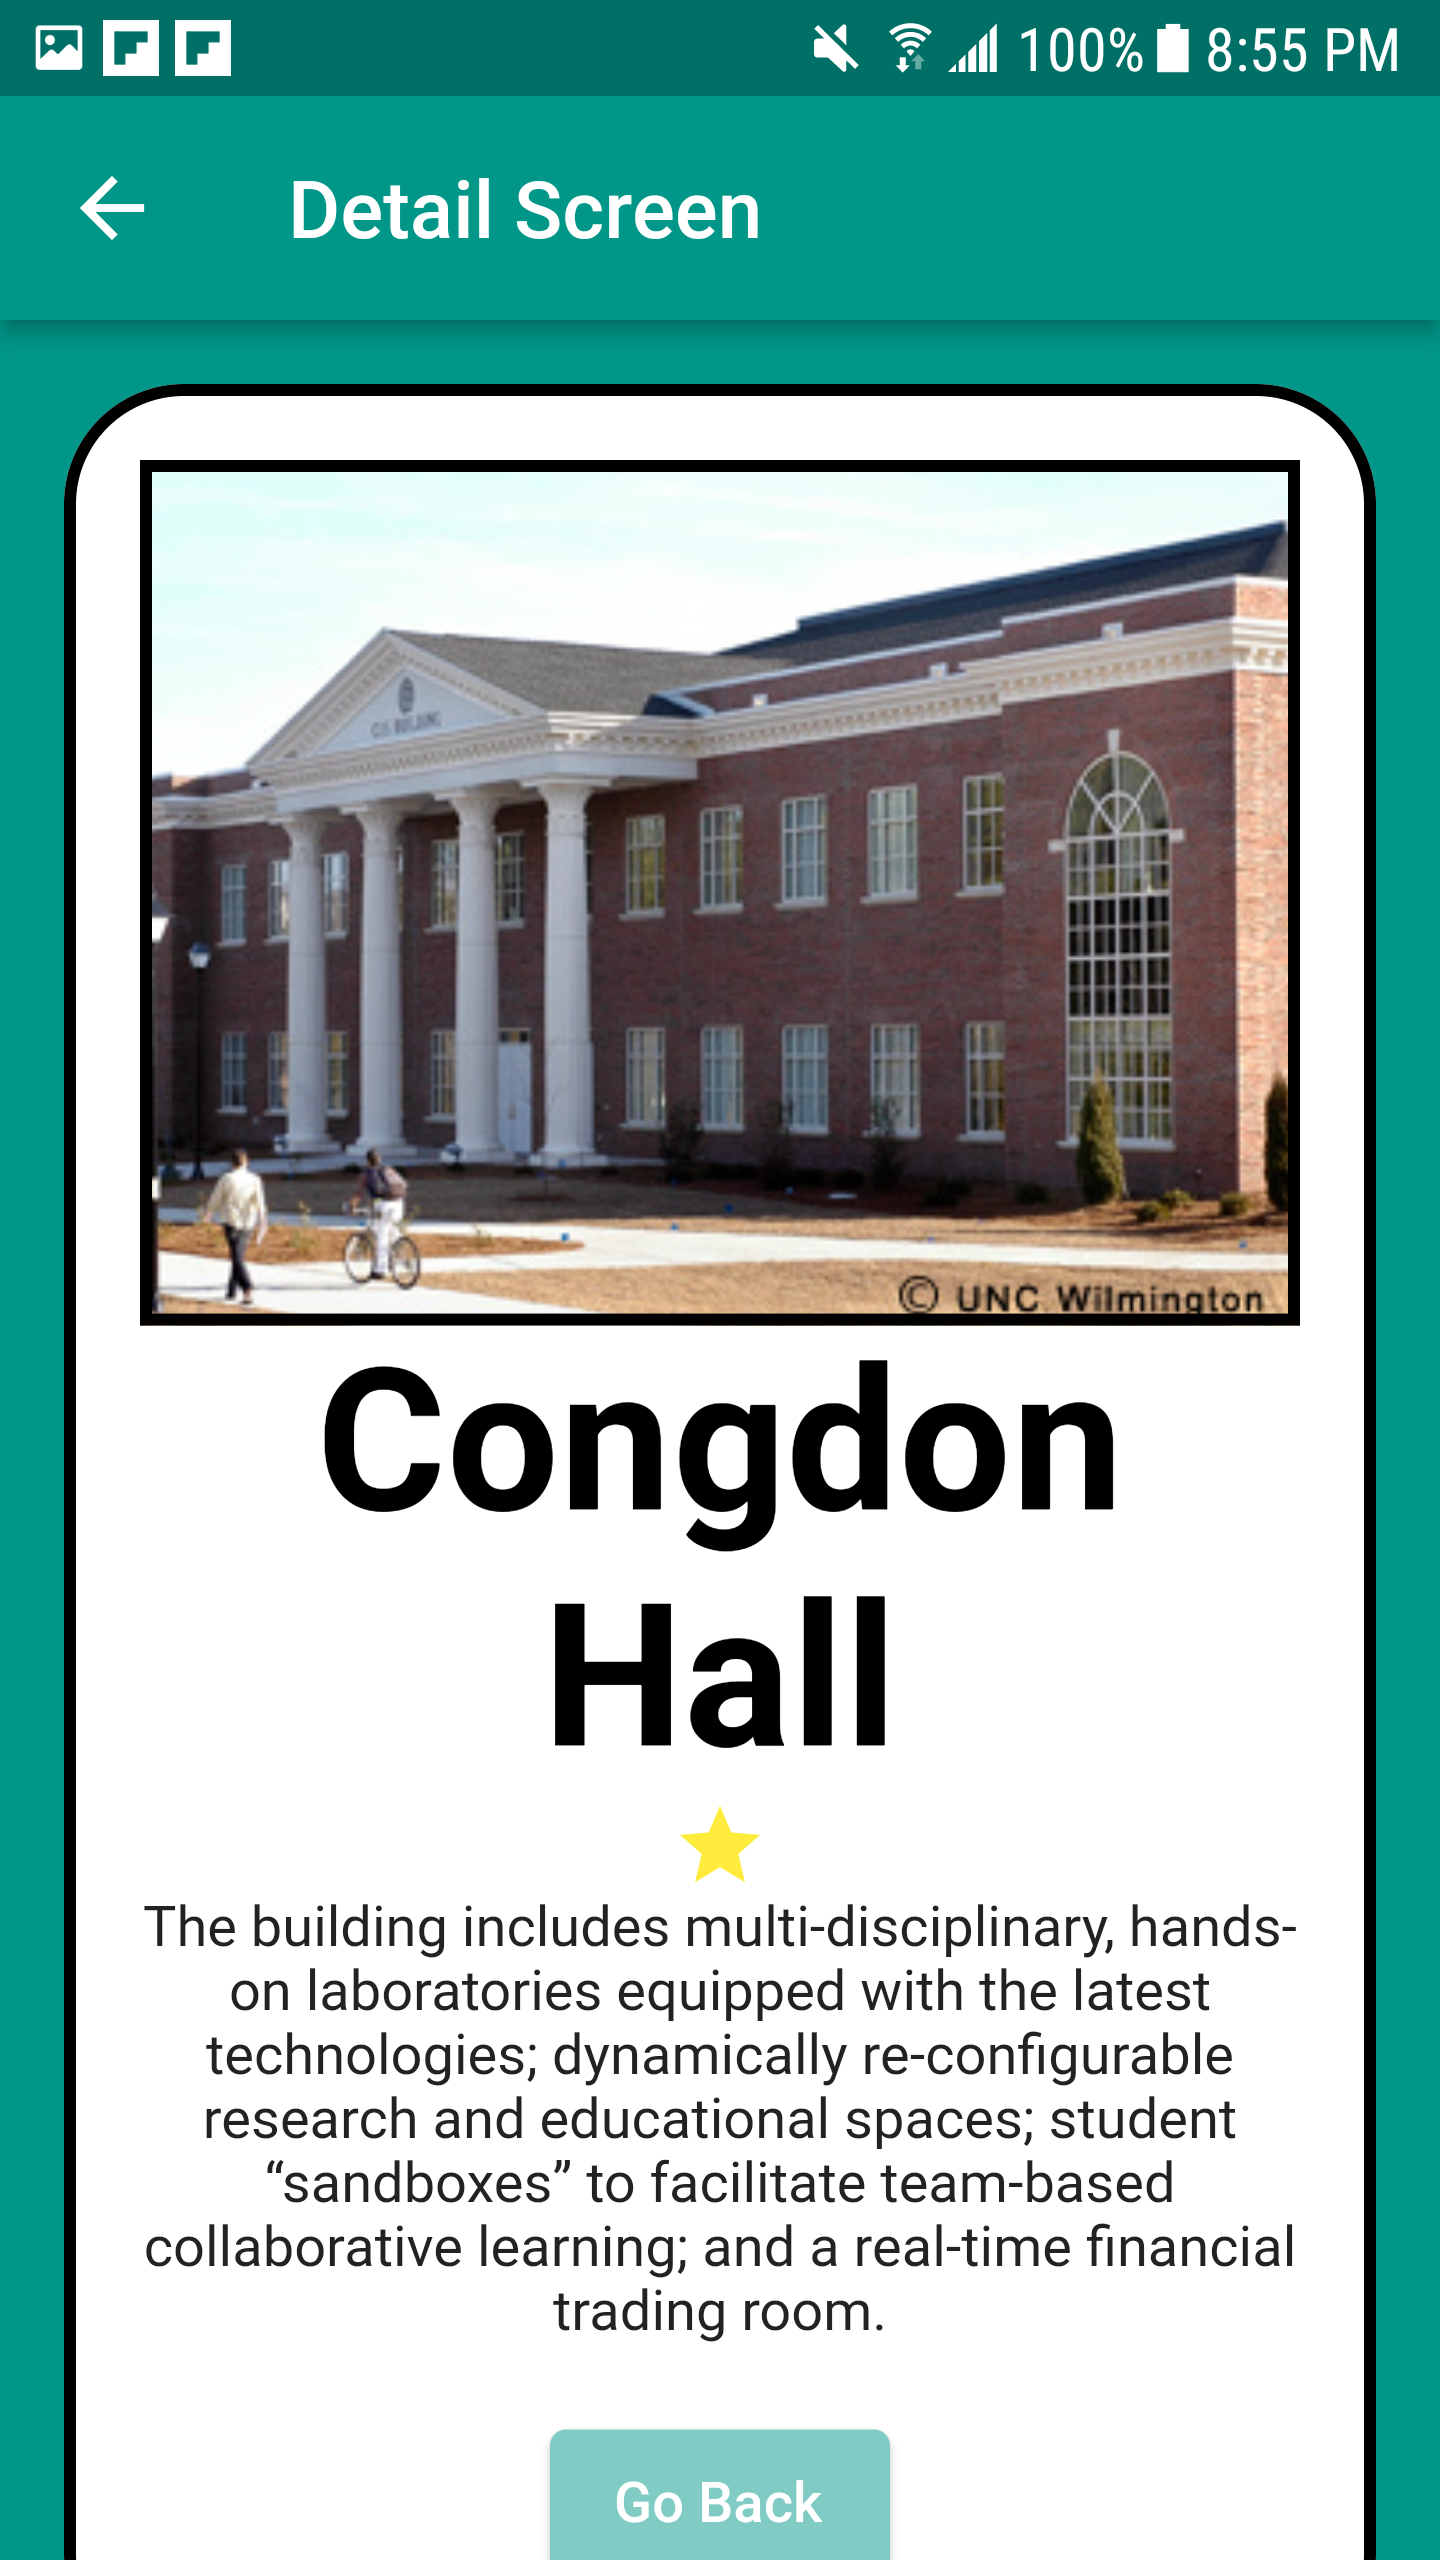 100% 8:55 PM
Detail Screen
CIS BUILDING
© UNC Wilmington
Congdon
Hall
The building includes multi-disciplinary, hands-
on laboratories equipped with the latest
technologies; dynamically re-configurable
research and educational spaces; student
“sandboxes” to facilitate team-based
collaborative learning; and a real-time financial
trading room.
Go Back